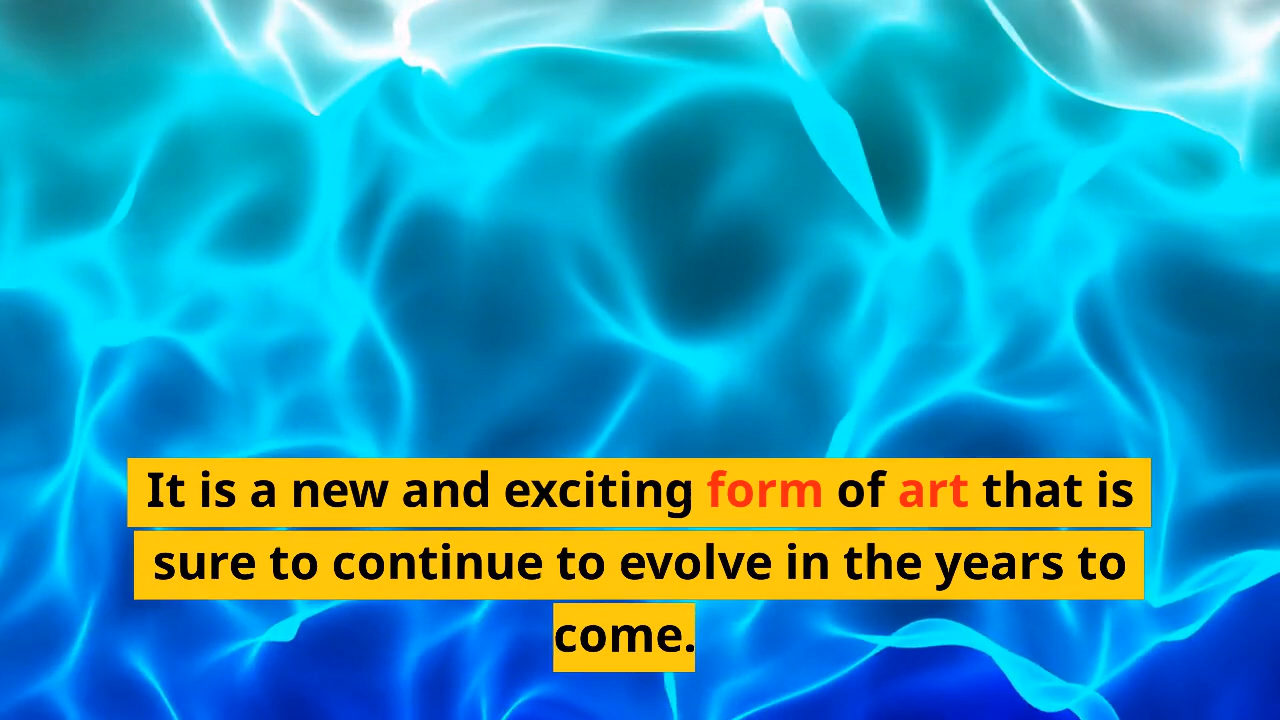 It is a new and exciting form of art that is
sure to continue to evolve in the years to
come.